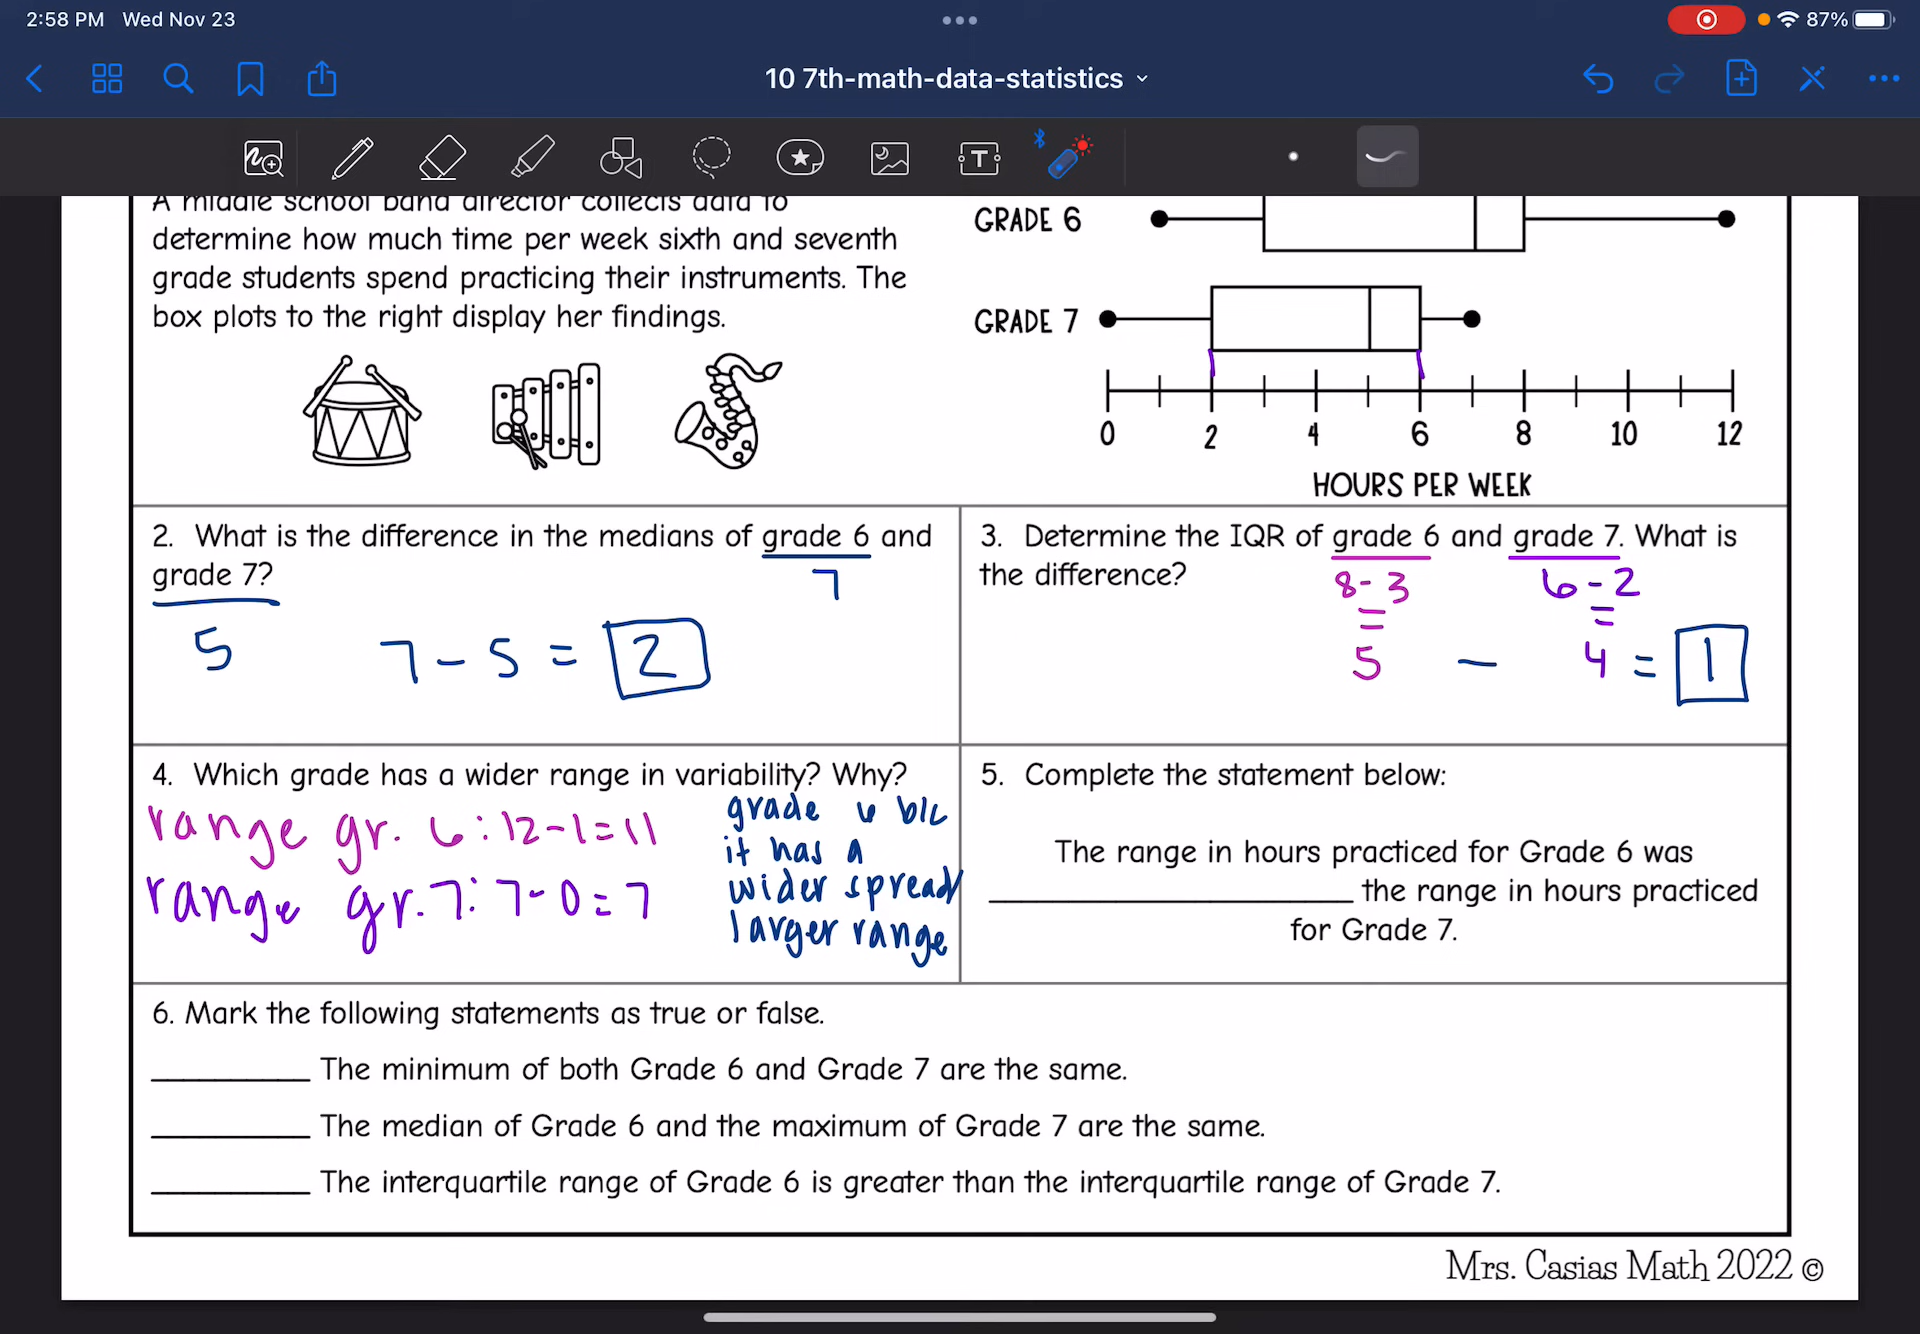 2:58 PM Wed Nov 23
87%
10 7th-math-data-statistics
A middle school band director collects data to
determine how much time per week sixth and seventh
grade students spend practicing their instruments. The
box plots to the right display her findings.
GRADE 6
GRADE 7
0 2 4 6 8 10 12
HOURS PER WEEK
2. What is the difference in the medians of grade 6 and
grade 7?
7
5 7 - 5 = 2
3. Determine the IQR of grade 6 and grade 7. What is
the difference?
8-3 6-2
= =
5 - 4 = 1
4. Which grade has a wider range in variability? Why?
range gr. 6: 12-1=11
range gr. 7: 7-0=7
grade 6 b/c
it has a
wider spread/
larger range
5. Complete the statement below:
The range in hours practiced for Grade 6 was
____________________ the range in hours practiced
for Grade 7.
6. Mark the following statements as true or false.
__________ The minimum of both Grade 6 and Grade 7 are the same.
__________ The median of Grade 6 and the maximum of Grade 7 are the same.
__________ The interquartile range of Grade 6 is greater than the interquartile range of Grade 7.
Mrs. Casias Math 2022 ©